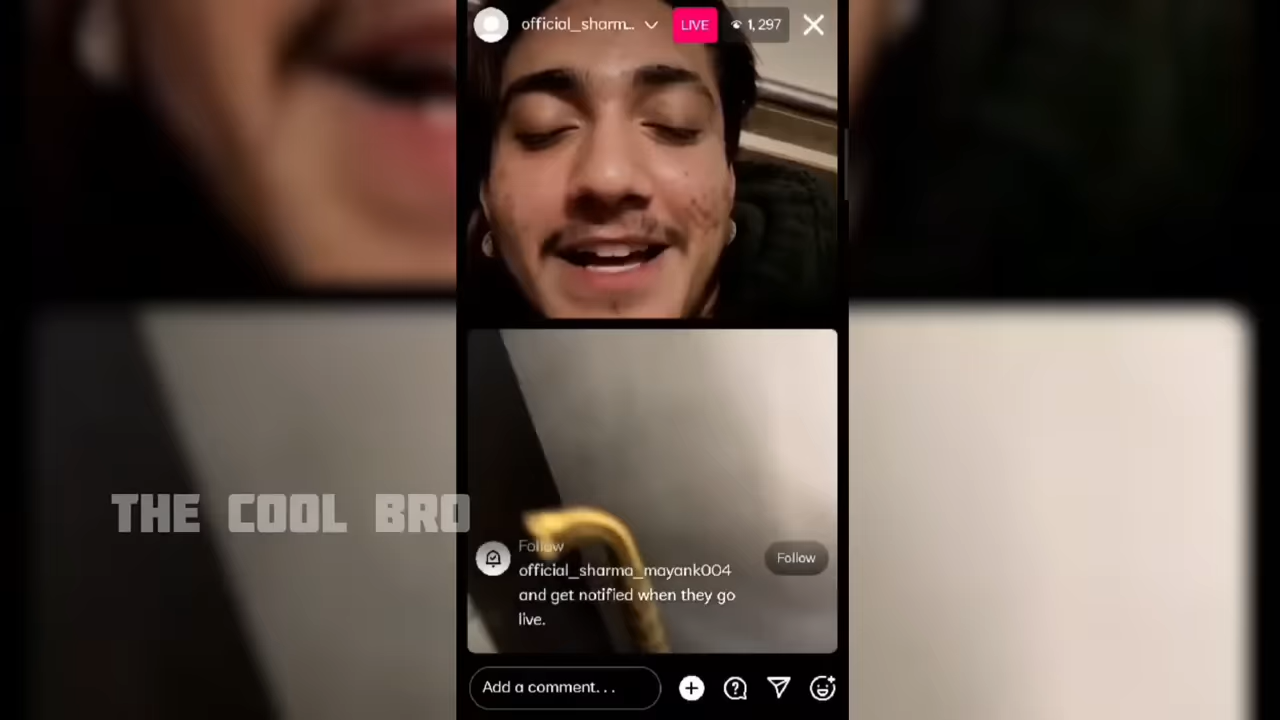 official_sharm..
LIVE
1,297
THE COOL BRO
Follow
official_sharma_mayank004
and get notified when they go
live.
Follow
Add a comment...